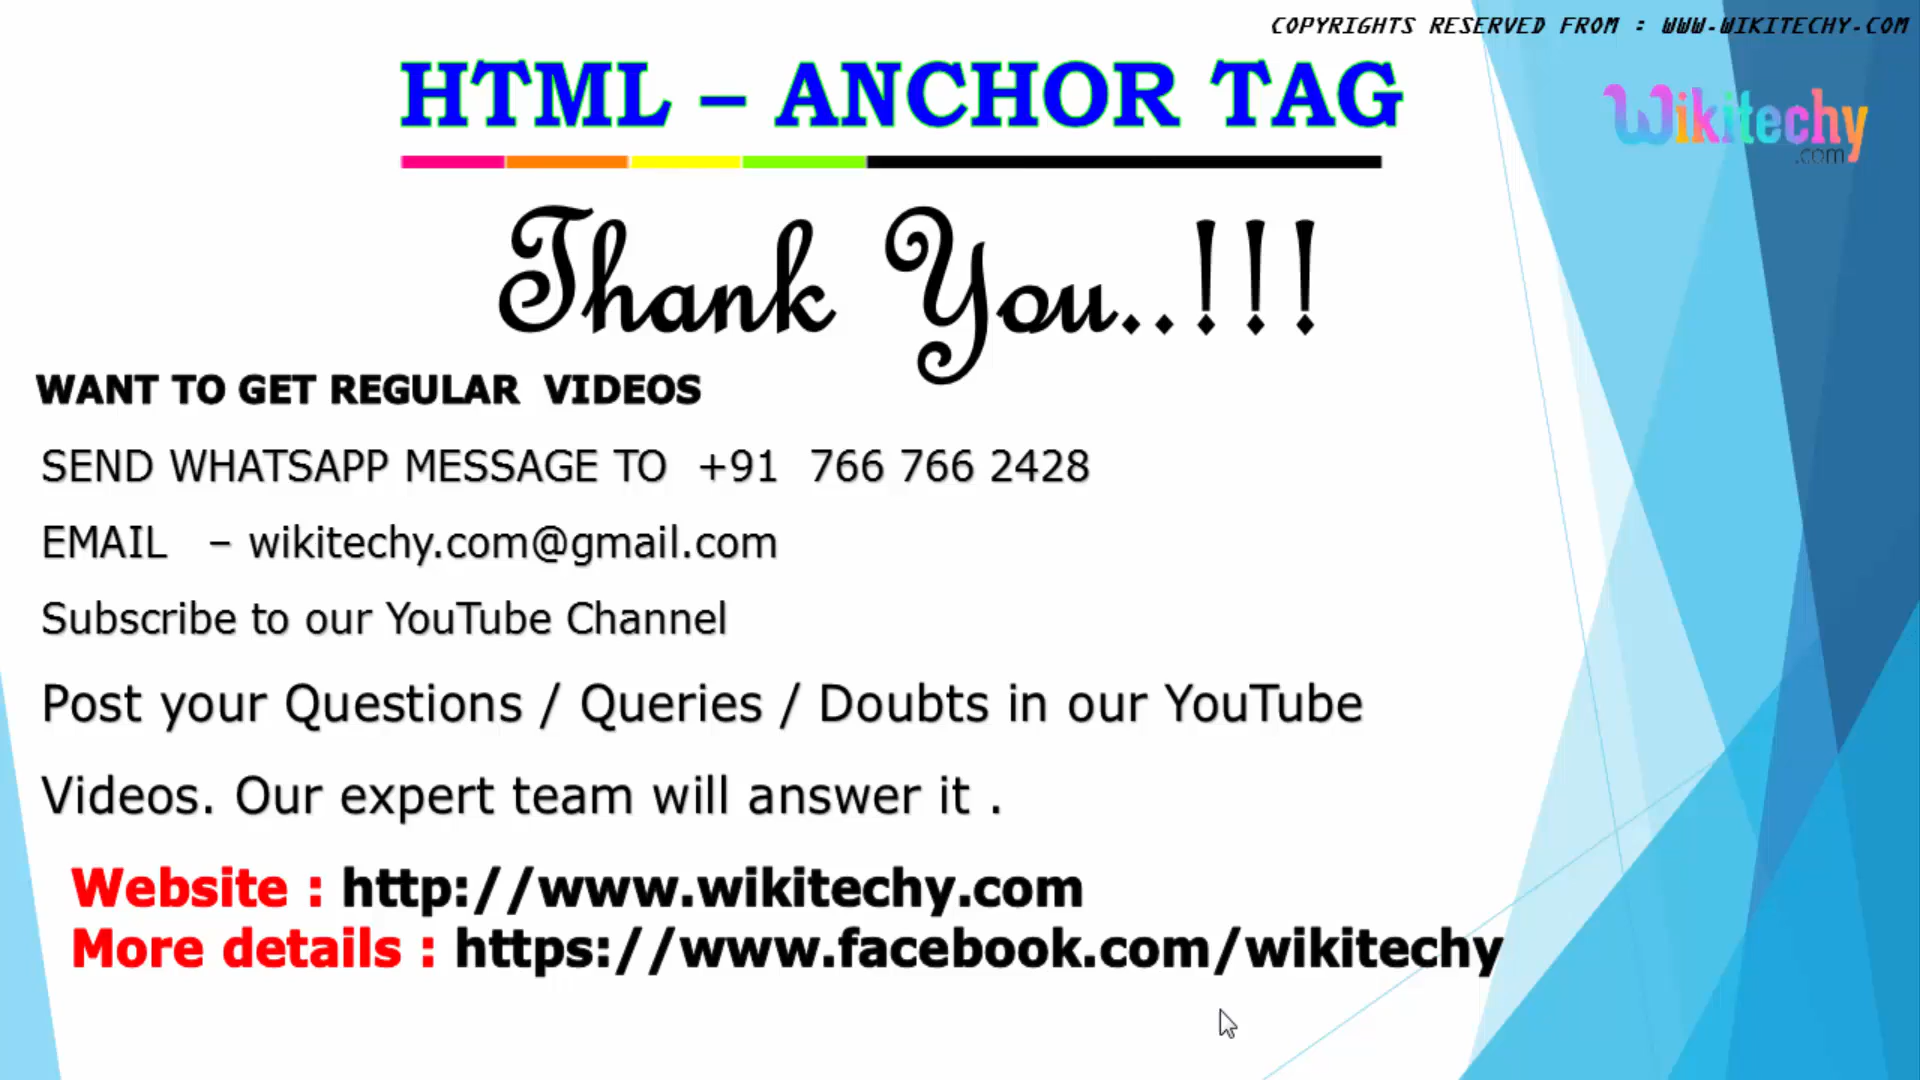 COPYRIGHTS RESERVED FROM : WWW.WIKITECHY.COM
HTML – ANCHOR TAG
Wikitechy
.com
Thank You..!!!
WANT TO GET REGULAR VIDEOS
SEND WHATSAPP MESSAGE TO +91 766 766 2428
EMAIL – wikitechy.com@gmail.com
Subscribe to our YouTube Channel
Post your Questions / Queries / Doubts in our YouTube
Videos. Our expert team will answer it .
Website : http://www.wikitechy.com
More details : https://www.facebook.com/wikitechy